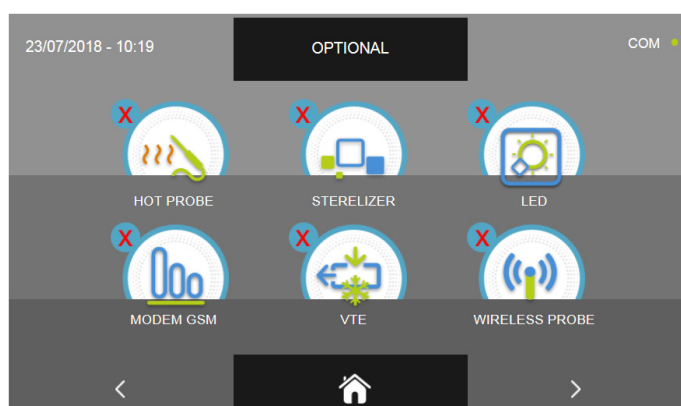 23/07/2018 - 10:19
OPTIONAL
COM
X
X
X
HOT PROBE
STERELIZER
LED
X
X
X
MODEM GSM
VTE
WIRELESS PROBE